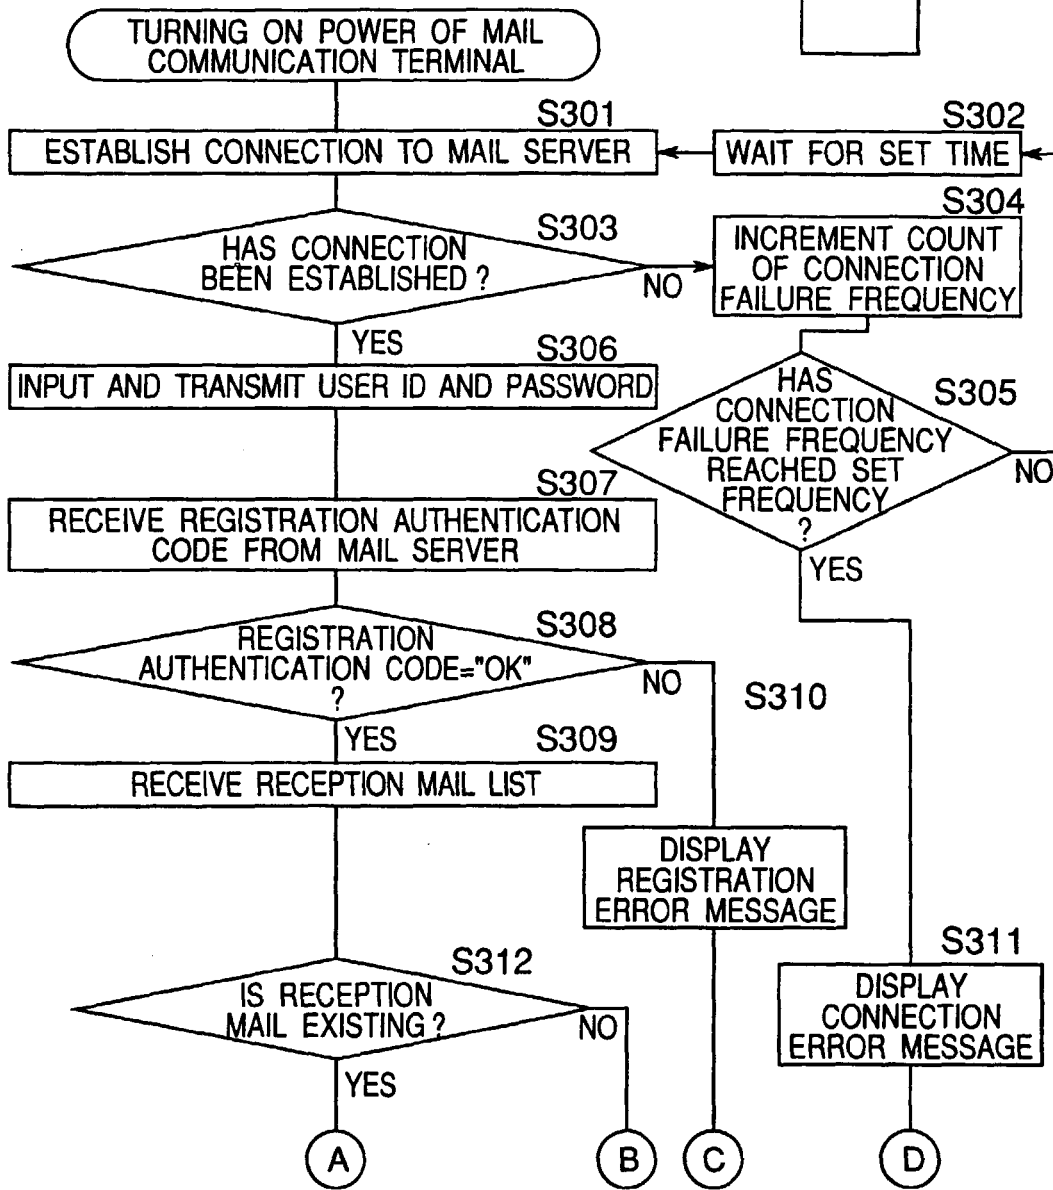 TURNING ON POWER OF MAIL
COMMUNICATION TERMINAL
S301
ESTABLISH CONNECTION TO MAIL SERVER
S302
WAIT FOR SET TIME
S303
HAS CONNECTION
BEEN ESTABLISHED ?
NO
YES
S304
INCREMENT COUNT
OF CONNECTION
FAILURE FREQUENCY
S306
INPUT AND TRANSMIT USER ID AND PASSWORD
S305
HAS
CONNECTION
FAILURE FREQUENCY
REACHED SET
FREQUENCY
?
NO
YES
S307
RECEIVE REGISTRATION AUTHENTICATION
CODE FROM MAIL SERVER
S308
REGISTRATION
AUTHENTICATION CODE="OK"
?
NO
YES
S309
RECEIVE RECEPTION MAIL LIST
S310
DISPLAY
REGISTRATION
ERROR MESSAGE
S311
DISPLAY
CONNECTION
ERROR MESSAGE
S312
IS RECEPTION
MAIL EXISTING ?
NO
YES
A
B
C
D